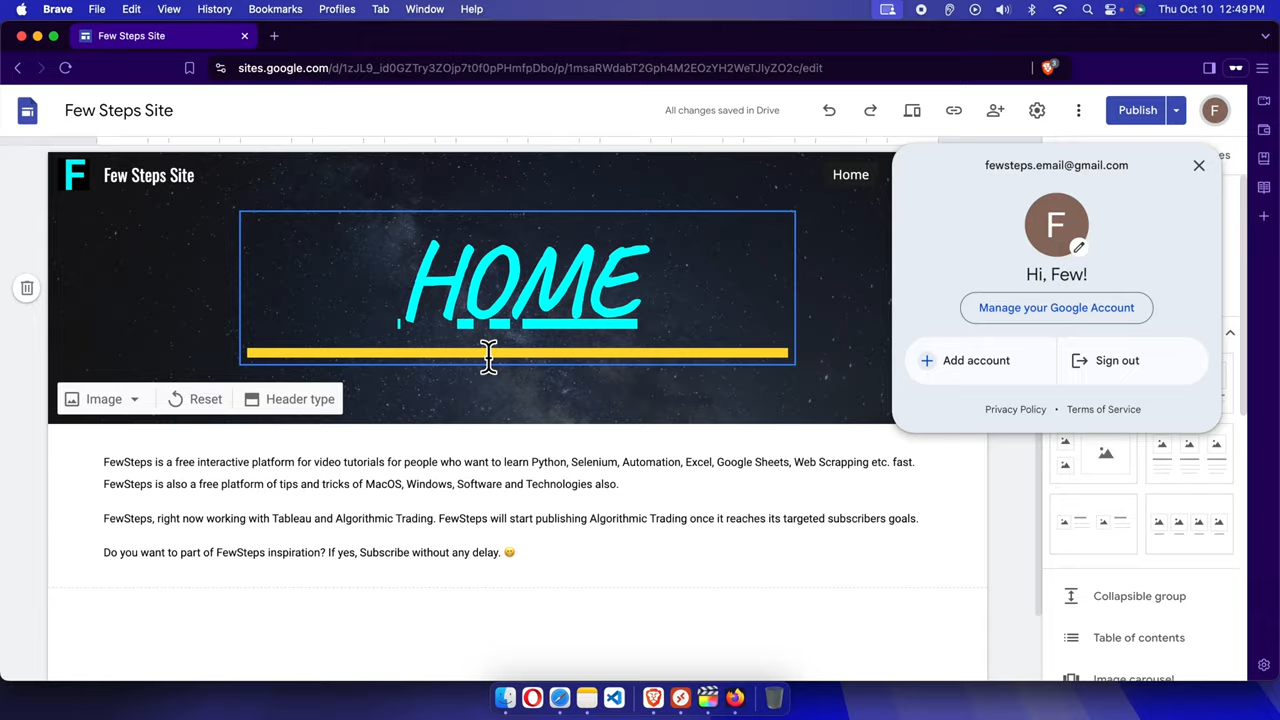 Brave File Edit View History Bookmarks Profiles Tab Window Help Thu Oct 10 12:49 PM
Few Steps Site
sites.google.com/d/1zJL9_id0GZTry3ZOjp7t0f0pPHmfpDbo/p/1msaRWdabT2Gph4M2EOzYH2WeTJIyZO2c/edit
3
Few Steps Site
All changes saved in Drive
Publish
F
F
Few Steps Site
Home
HOME
Image
Reset
Header type
FewSteps is a free interactive platform for video tutorials for people who want to learn Python, Selenium, Automation, Excel, Google Sheets, Web Scrapping etc. fast.
FewSteps is also a free platform of tips and tricks of MacOS, Windows, Software and Technologies also.
FewSteps, right now working with Tableau and Algorithmic Trading. FewSteps will start publishing Algorithmic Trading once it reaches its targeted subscribers goals.
Do you want to part of FewSteps inspiration? If yes, Subscribe without any delay. 😀
fewsteps.email@gmail.com
F
Hi, Few!
Manage your Google Account
Add account
Sign out
Privacy Policy • Terms of Service
Collapsible group
Table of contents
Image carousel